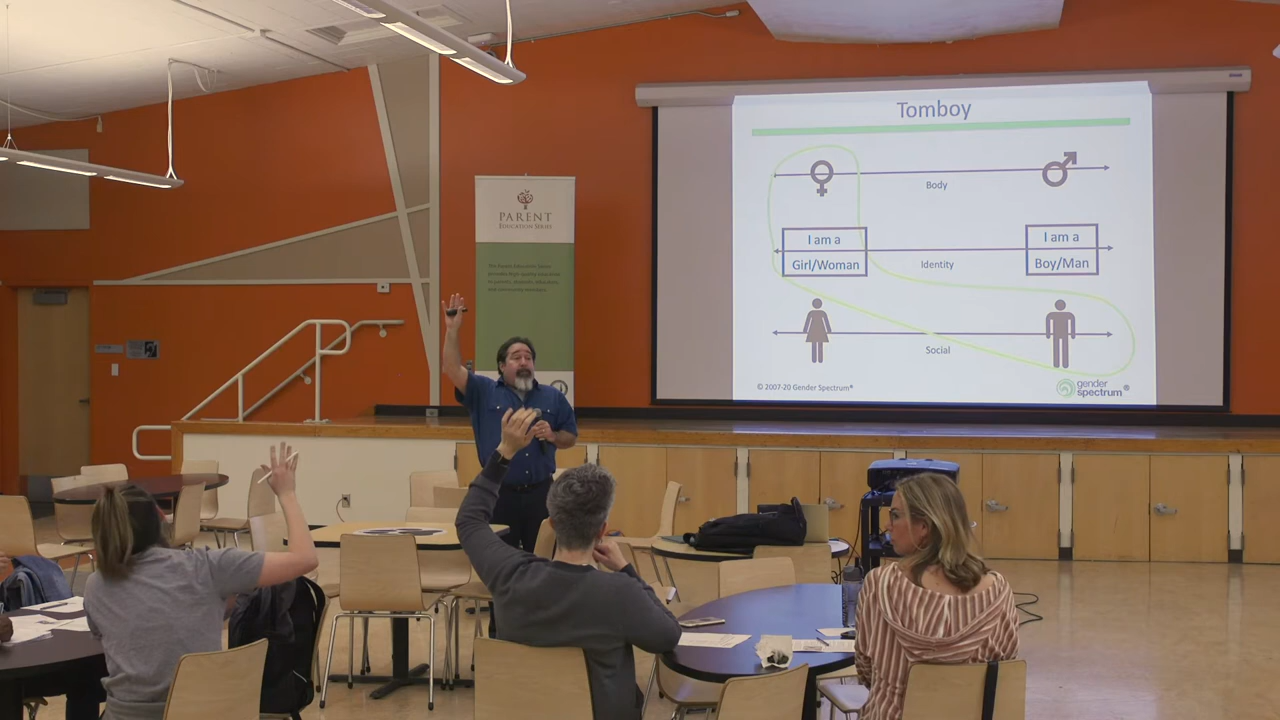 Tomboy
Body
I am a
Girl/Woman
I am a
Boy/Man
Identity
Social
© 2007-20 Gender Spectrum®
gender
spectrum®
PARENT
EDUCATION SERIES